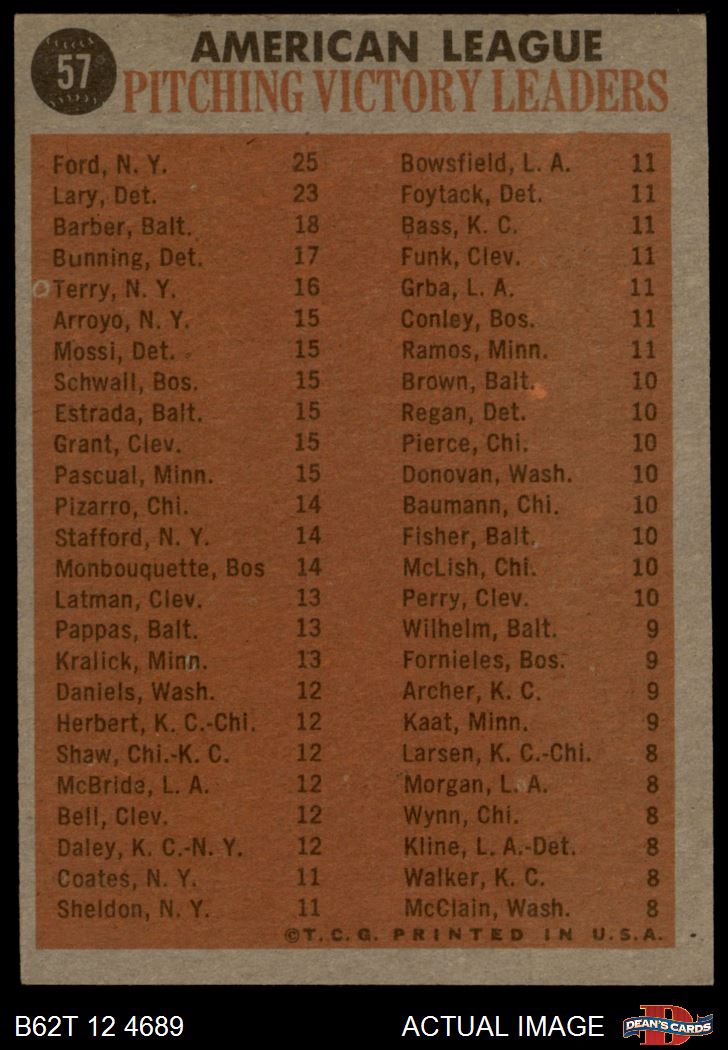 57
AMERICAN LEAGUE
PITCHING VICTORY LEADERS
Ford, N. Y. 25
Lary, Det. 23
Barber, Balt. 18
Bunning, Det. 17
Terry, N. Y. 16
Arroyo, N. Y. 15
Mossi, Det. 15
Schwall, Bos. 15
Estrada, Balt. 15
Grant, Clev. 15
Pascual, Minn. 15
Pizarro, Chi. 14
Stafford, N. Y. 14
Monbouquette, Bos 14
Latman, Clev. 13
Pappas, Balt. 13
Kralick, Minn. 13
Daniels, Wash. 12
Herbert, K. C.-Chi. 12
Shaw, Chi.-K. C. 12
McBride, L. A. 12
Bell, Clev. 12
Daley, K. C.-N. Y. 12
Coates, N. Y. 11
Sheldon, N. Y. 11
Bowsfield, L. A. 11
Foytack, Det. 11
Bass, K. C. 11
Funk, Clev. 11
Grba, L. A. 11
Conley, Bos. 11
Ramos, Minn. 11
Brown, Balt. 10
Regan, Det. 10
Pierce, Chi. 10
Donovan, Wash. 10
Baumann, Chi. 10
Fisher, Balt. 10
McLish, Chi. 10
Perry, Clev. 10
Wilhelm, Balt. 9
Fornieles, Bos. 9
Archer, K. C. 9
Kaat, Minn. 9
Larsen, K. C.-Chi. 8
Morgan, L. A. 8
Wynn, Chi. 8
Kline, L. A.-Det. 8
Walker, K. C. 8
McClain, Wash. 8
©T. C. G. PRINTED IN U.S.A.
B62T 12 4689
ACTUAL IMAGE
D
DEAN'S CARDS